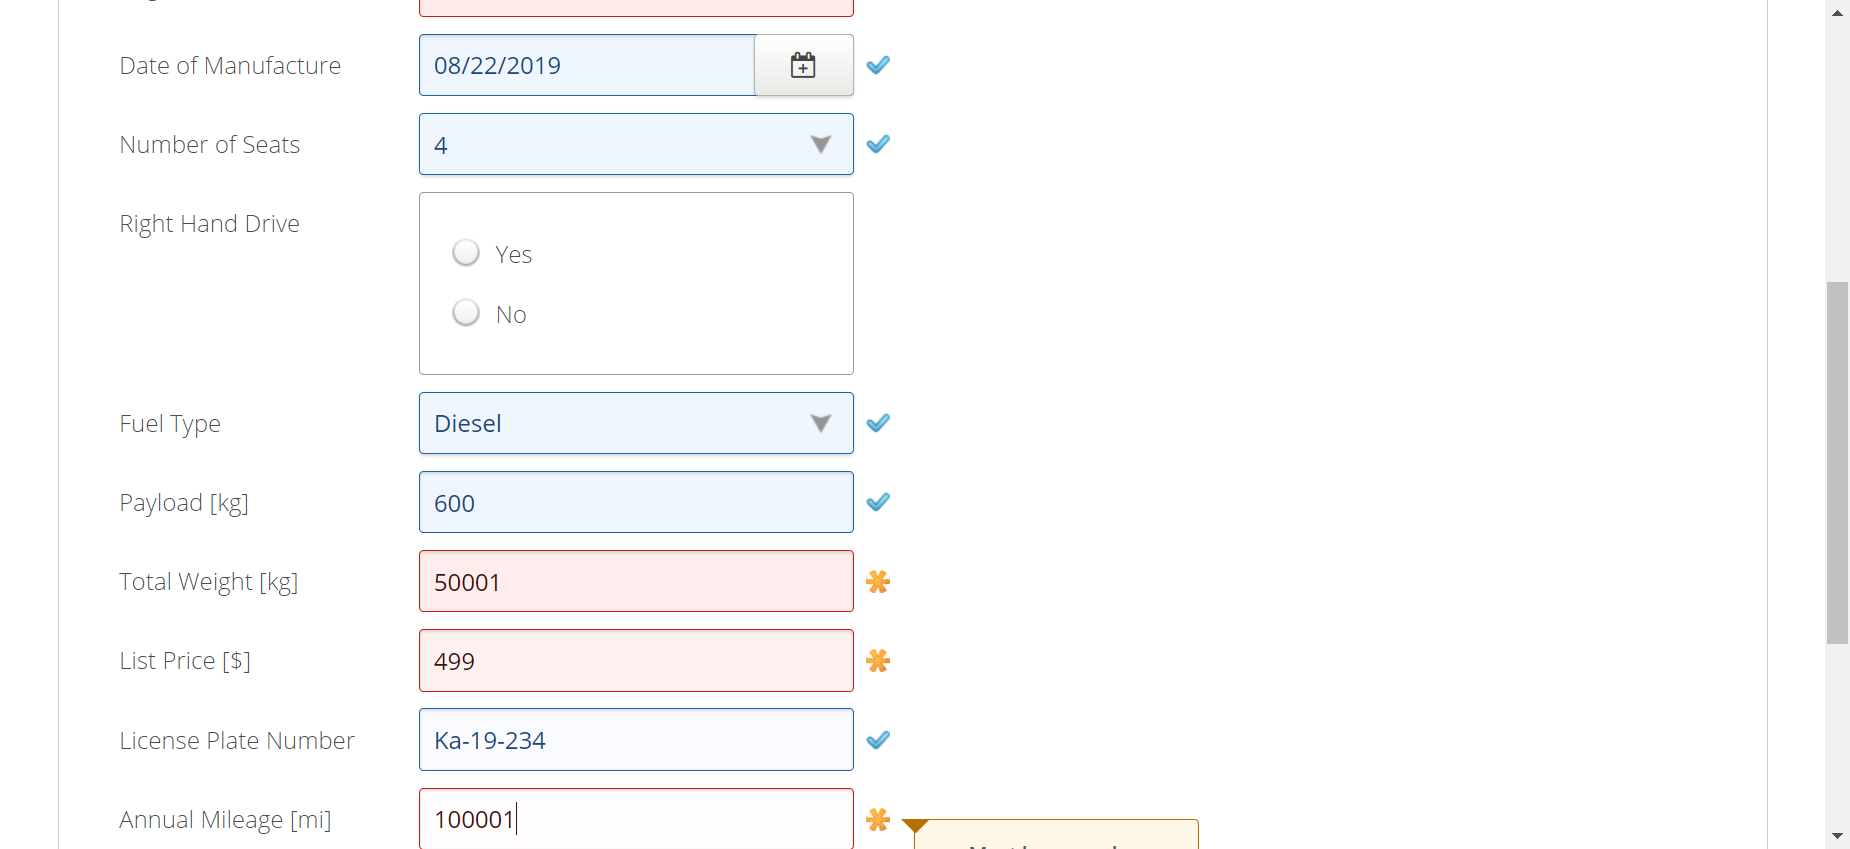 Date of Manufacture 08/22/2019
Number of Seats 4
Right Hand Drive
Yes
No
Fuel Type Diesel
Payload [kg] 600
Total Weight [kg] 50001
List Price [$] 499
License Plate Number Ka-19-234
Annual Mileage [mi] 100001